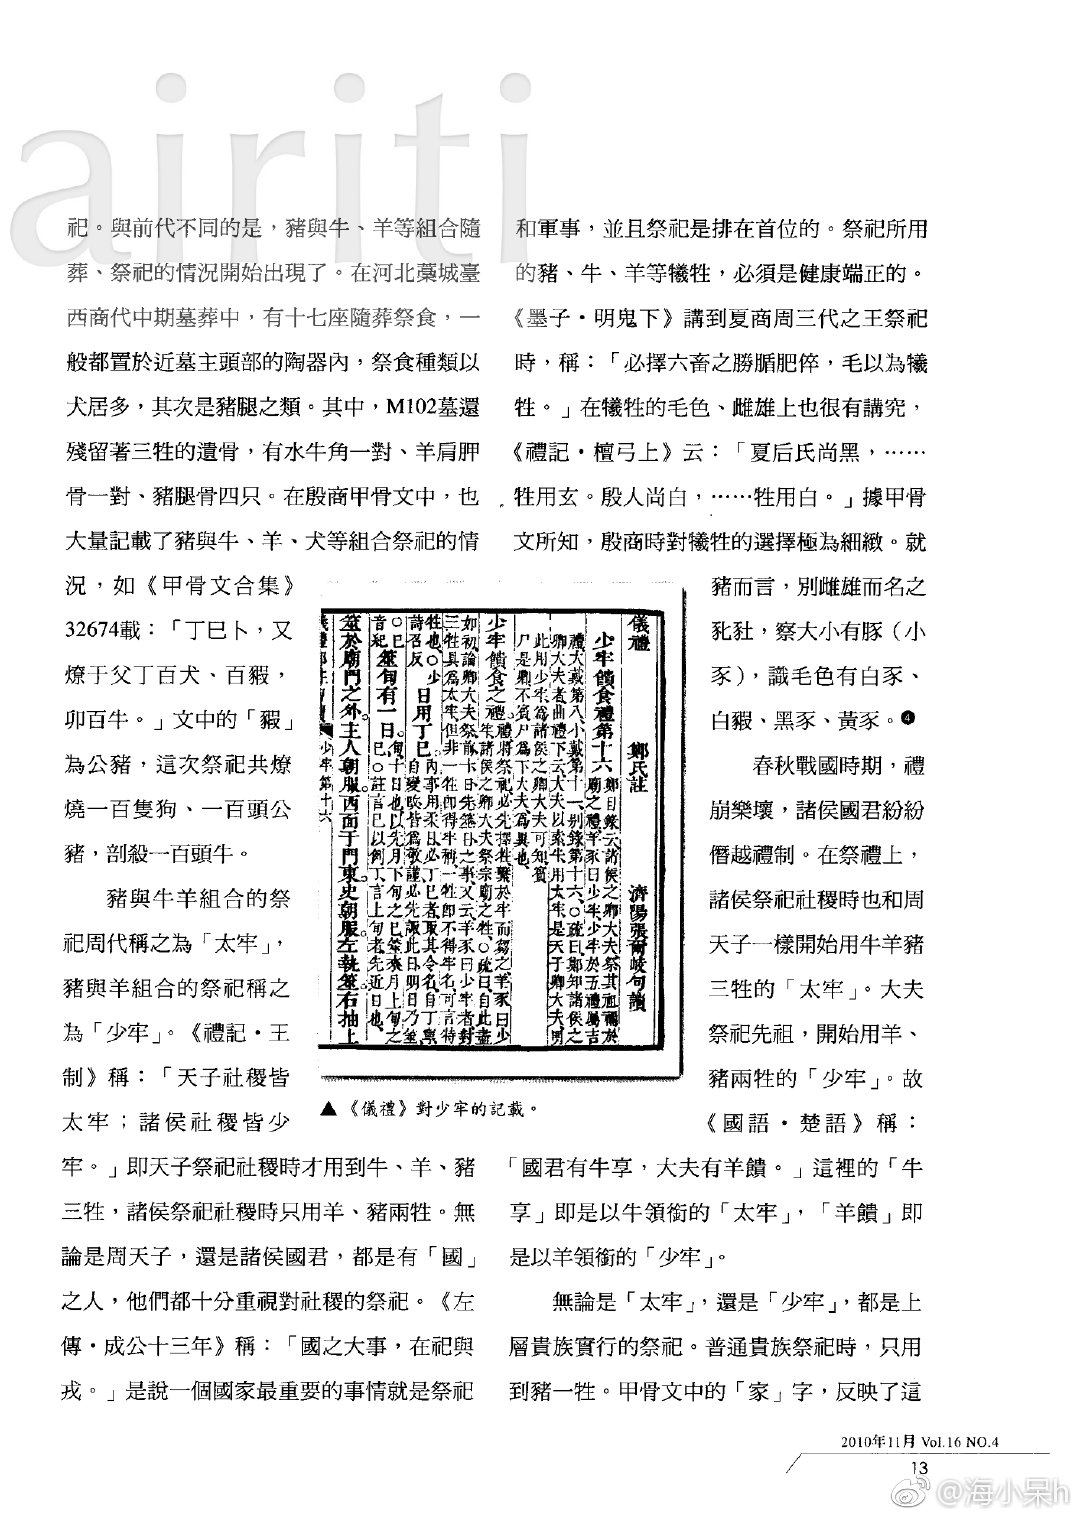 airiti
祀。與前代不同的是，豬與牛、羊等組合隨
葬、祭祀的情況開始出現了。在河北藁城臺
西商代中期墓葬中，有十七座隨葬祭食，一
般都置於近墓主頭部的陶器內，祭食種類以
犬居多，其次是豬腿之類。其中，M102墓還
殘留著三牲的遺骨，有水牛角一對、羊肩胛
骨一對、豬腿骨四只。在殷商甲骨文中，也
大量記載了豬與牛、羊、犬等組合祭祀的情
況，如《甲骨文合集》
32674載：「丁巳卜，又
燎于父丁百犬、百豭，
卯百牛。」文中的「豭」
為公豬，這次祭祀共燎
燒一百隻狗、一百頭公
豬，剖殺一百頭牛。
豬與牛羊組合的祭
祀周代稱之為「太牢」，
豬與羊組合的祭祀稱之
為「少牢」。《禮記・王
制》稱：「天子社稷皆
太牢；諸侯社稷皆少
牢。」即天子祭祀社稷時才用到牛、羊、豬
三牲，諸侯祭祀社稷時只用羊、豬兩牲。無
論是周天子，還是諸侯國君，都是有「國」
之人，他們都十分重視對社稷的祭祀。《左
傳・成公十三年》稱：「國之大事，在祀與
戎。」是說一個國家最重要的事情就是祭祀
儀禮
鄭氏註
濟陽張爾岐句讀
少牢饋食禮第十六
少牢饋食之禮
日用丁巳
筮旬有一日
筮於廟門之外主人朝服西面于門東史朝服左執筮右抽上
▲《儀禮》對少牢的記載。
和軍事，並且祭祀是排在首位的。祭祀所用
的豬、牛、羊等犧牲，必須是健康端正的。
《墨子・明鬼下》講到夏商周三代之王祭祀
時，稱：「必擇六畜之勝腯肥倅，毛以為犧
牲。」在犧牲的毛色、雌雄上也很有講究，
《禮記・檀弓上》云：「夏后氏尚黑，……
牲用玄。殷人尚白，……牲用白。」據甲骨
文所知，殷商時對犧牲的選擇極為細緻。就
豬而言，別雌雄而名之
豝豥，察大小有豚（小
豕），識毛色有白豕、
白豭、黑豕、黃豕。❹
春秋戰國時期，禮
崩樂壞，諸侯國君紛紛
僭越禮制。在祭禮上，
諸侯祭祀社稷時也和周
天子一樣開始用牛羊豬
三牲的「太牢」。大夫
祭祀先祖，開始用羊、
豬兩牲的「少牢」。故
《國語・楚語》稱：
「國君有牛享，大夫有羊饋。」這裡的「牛
享」即是以牛領銜的「太牢」，「羊饋」即
是以羊領銜的「少牢」。
無論是「太牢」，還是「少牢」，都是上
層貴族實行的祭祀。普通貴族祭祀時，只用
到豬一牲。甲骨文中的「家」字，反映了這
2010年11月 Vol.16 NO.4
13
@海小呆h